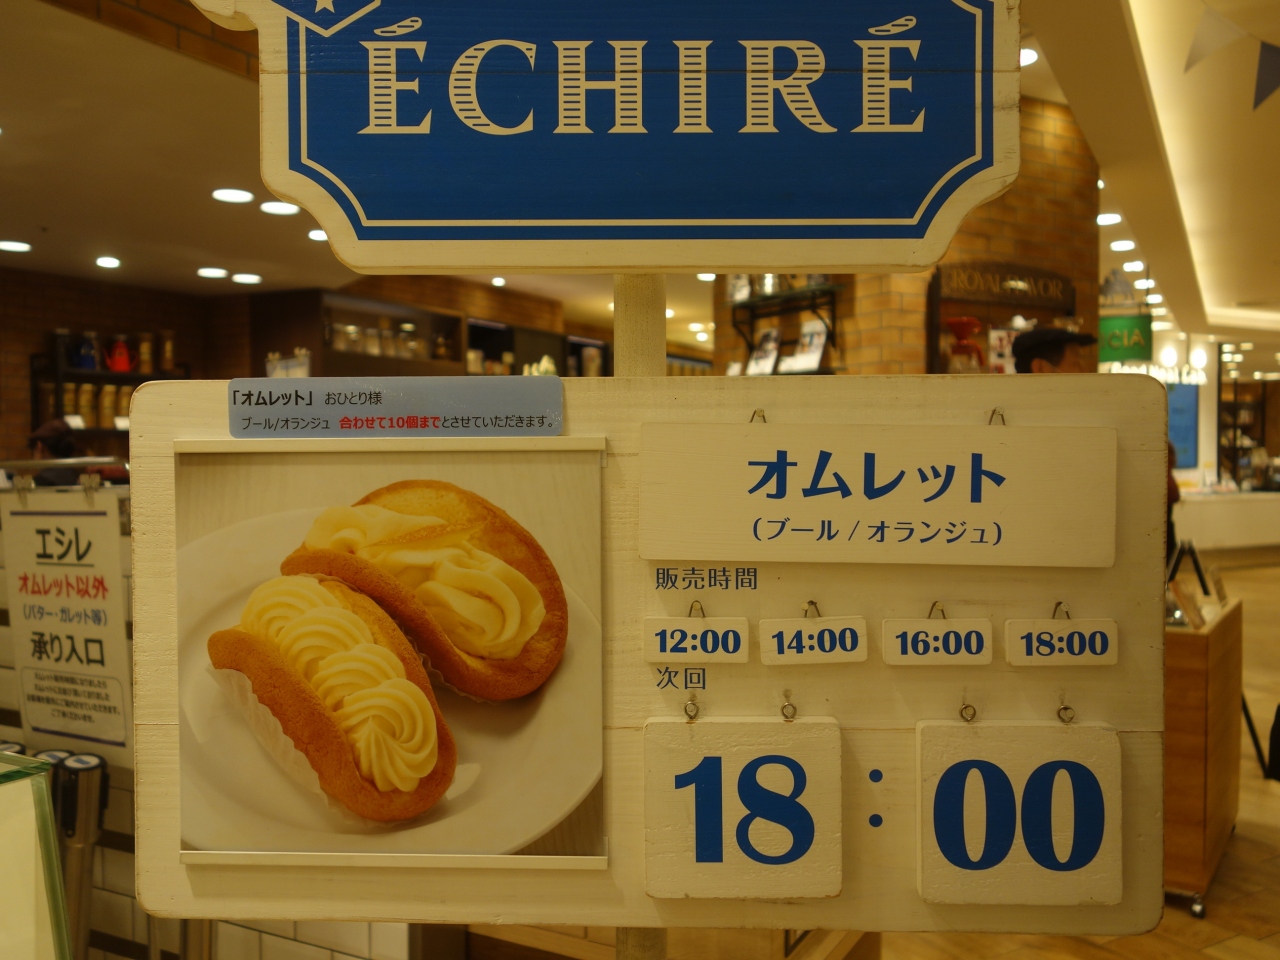 ÉCHIRÉ
ROYAL FLAVOR
CIA
「オムレット」 おひとり様
ブール/オランジュ 合わせて10個までとさせていただきます。
オムレット
(ブール / オランジュ)
販売時間
12:00 14:00 16:00 18:00
次回
18:00
エシレ
オムレット以外
(バター・ガレット等)
承り入口